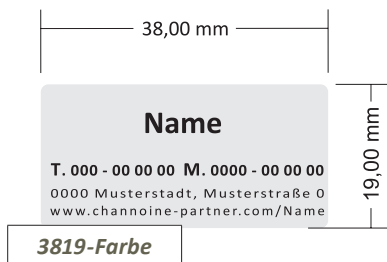 38,00 mm
Name
T. 000 - 00 00 00 M. 0000 - 00 00 00
0000 Musterstadt, Musterstraße 0
www.channoine-partner.com/Name
19,00 mm
3819-Farbe